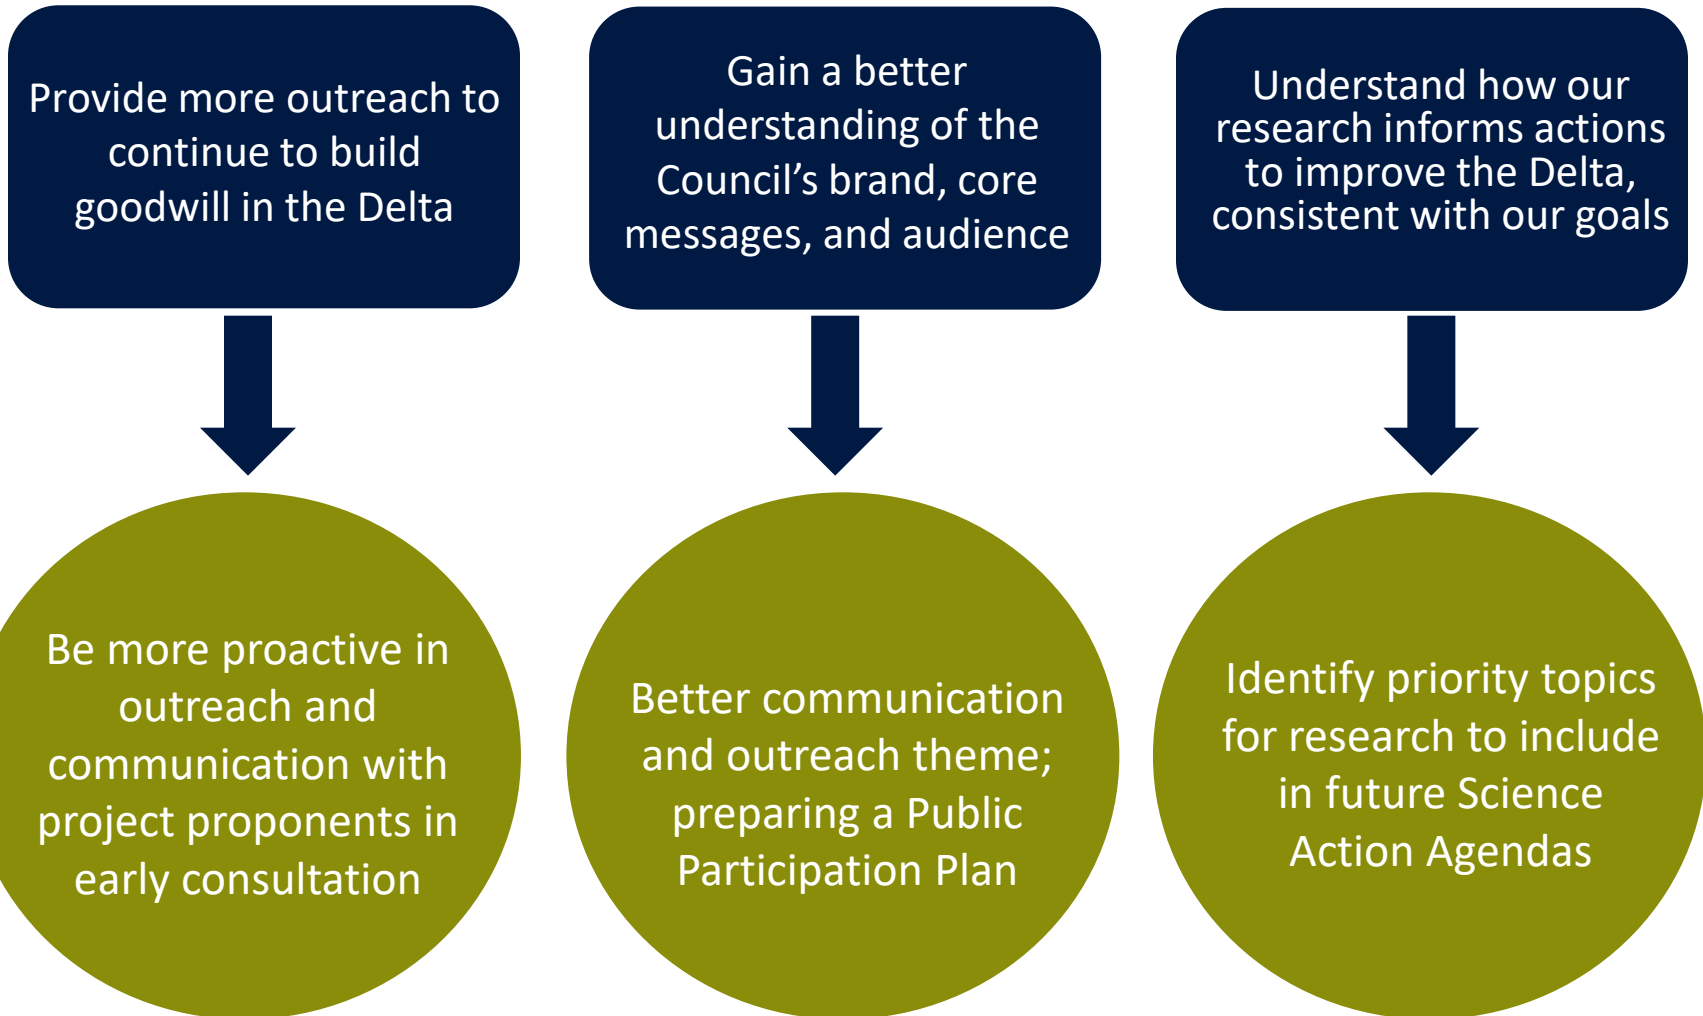 Provide more outreach to
continue to build
goodwill in the Delta
Gain a better
understanding of the
Council’s brand, core
messages, and audience
Understand how our
research informs actions
to improve the Delta,
consistent with our goals
Be more proactive in
outreach and
communication with
project proponents in
early consultation
Better communication
and outreach theme;
preparing a Public
Participation Plan
Identify priority topics
for research to include
in future Science
Action Agendas